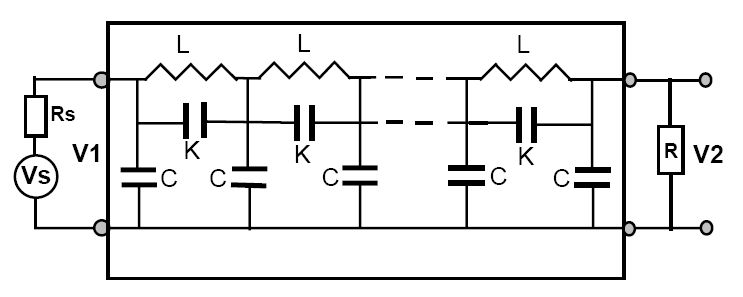 L L L
Rs
V1 K K K R V2
Vs C C C C C